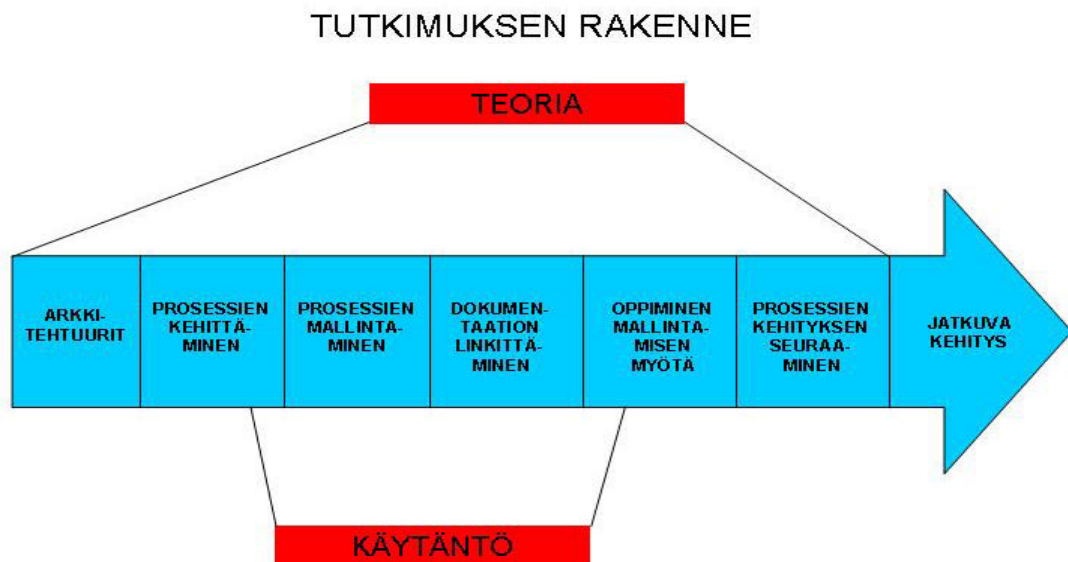 TUTKIMUKSEN RAKENNE
TEORIA
ARKKI-
TEHTUURIT
PROSESSIEN
KEHITTÄ-
MINEN
PROSESSIEN
MALLINTA-
MINEN
DOKUMEN-
TAATION
LINKITTÄ-
MINEN
OPPIMINEN
MALLINTA-
MISEN
MYÖTÄ
PROSESSIEN
KEHITYKSEN
SEURAA-
MINEN
JATKUVA
KEHITYS
KÄYTÄNTÖ